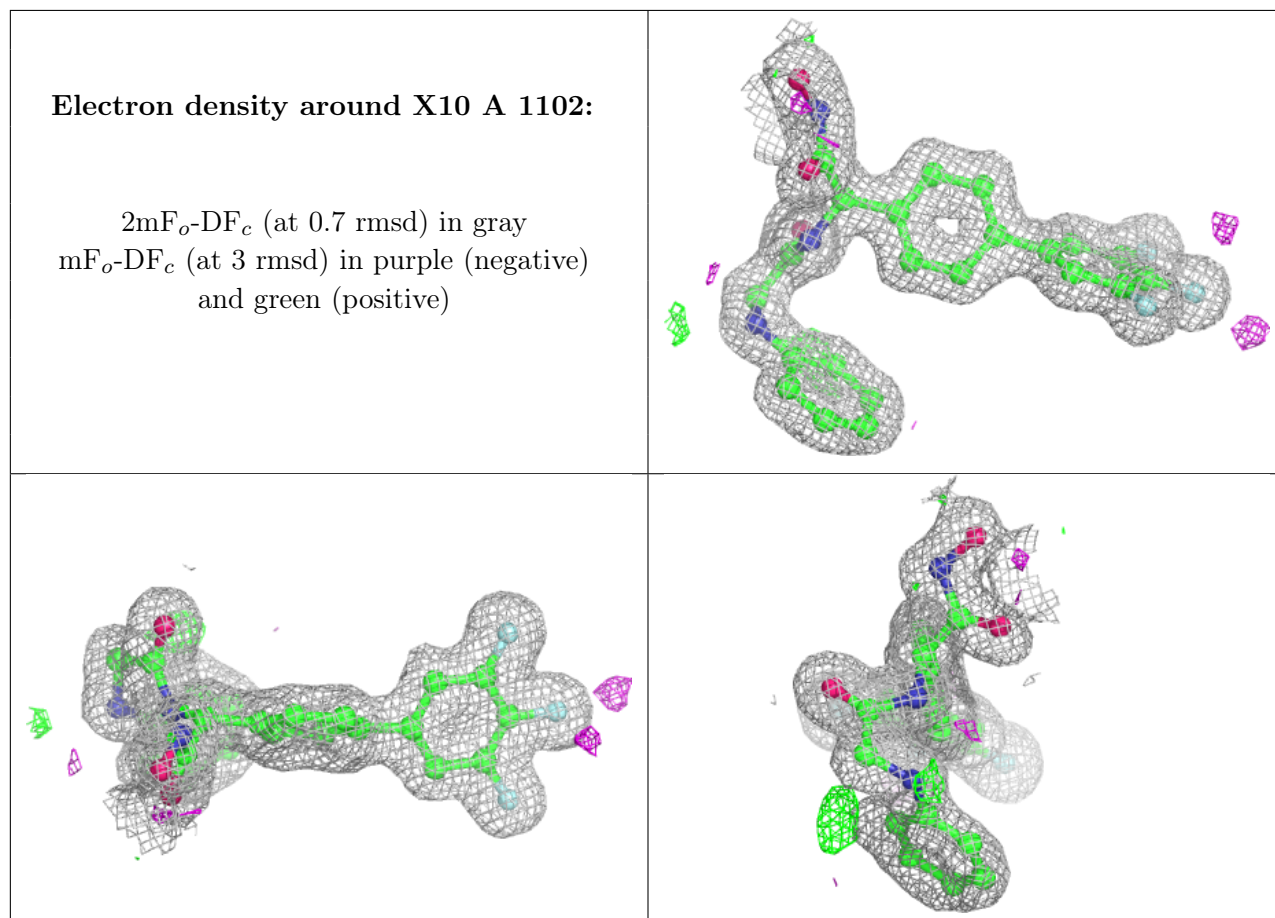 Electron density around X10 A 1102:
2mFo-DFc (at 0.7 rmsd) in gray
mFo-DFc (at 3 rmsd) in purple (negative)
and green (positive)